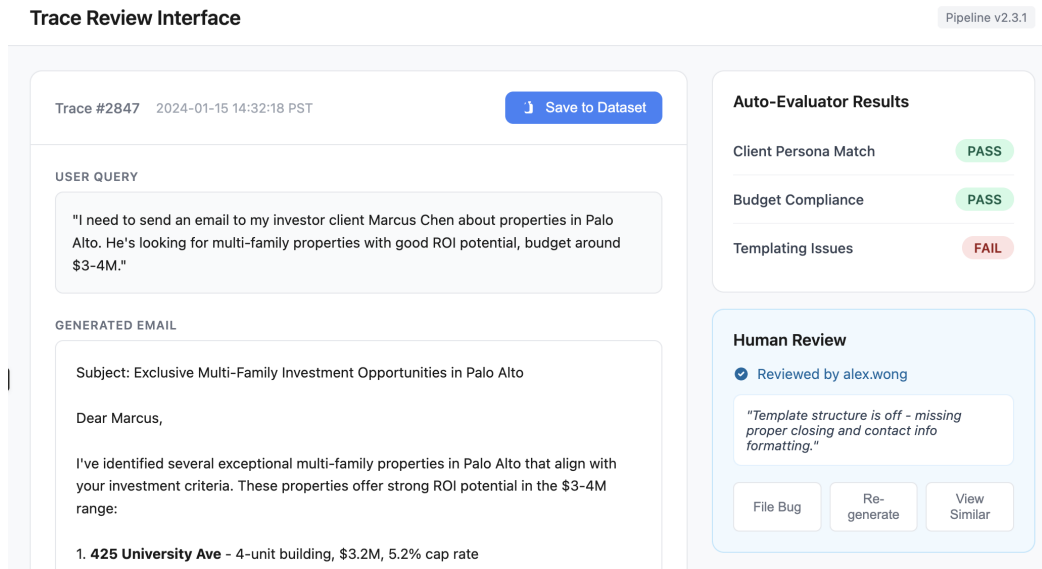 Trace Review Interface
Pipeline v2.3.1
Trace #2847 2024-01-15 14:32:18 PST
Save to Dataset
USER QUERY
"I need to send an email to my investor client Marcus Chen about properties in Palo
Alto. He's looking for multi-family properties with good ROI potential, budget around
$3-4M."
GENERATED EMAIL
Subject: Exclusive Multi-Family Investment Opportunities in Palo Alto
Dear Marcus,
I've identified several exceptional multi-family properties in Palo Alto that align with
your investment criteria. These properties offer strong ROI potential in the $3-4M
range:
1. 425 University Ave - 4-unit building, $3.2M, 5.2% cap rate
Auto-Evaluator Results
Client Persona Match PASS
Budget Compliance PASS
Templating Issues FAIL
Human Review
Reviewed by alex.wong
"Template structure is off - missing
proper closing and contact info
formatting."
File Bug
Re-
generate
View
Similar